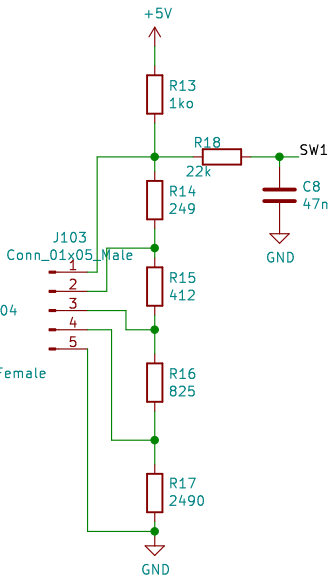 +5V
R13
1ko
R18
22k
SW1
C8
47n
GND
R14
249
J103
Conn_01x05_Male
1
2
3
4
5
04
Female
R15
412
R16
825
R17
2490
GND